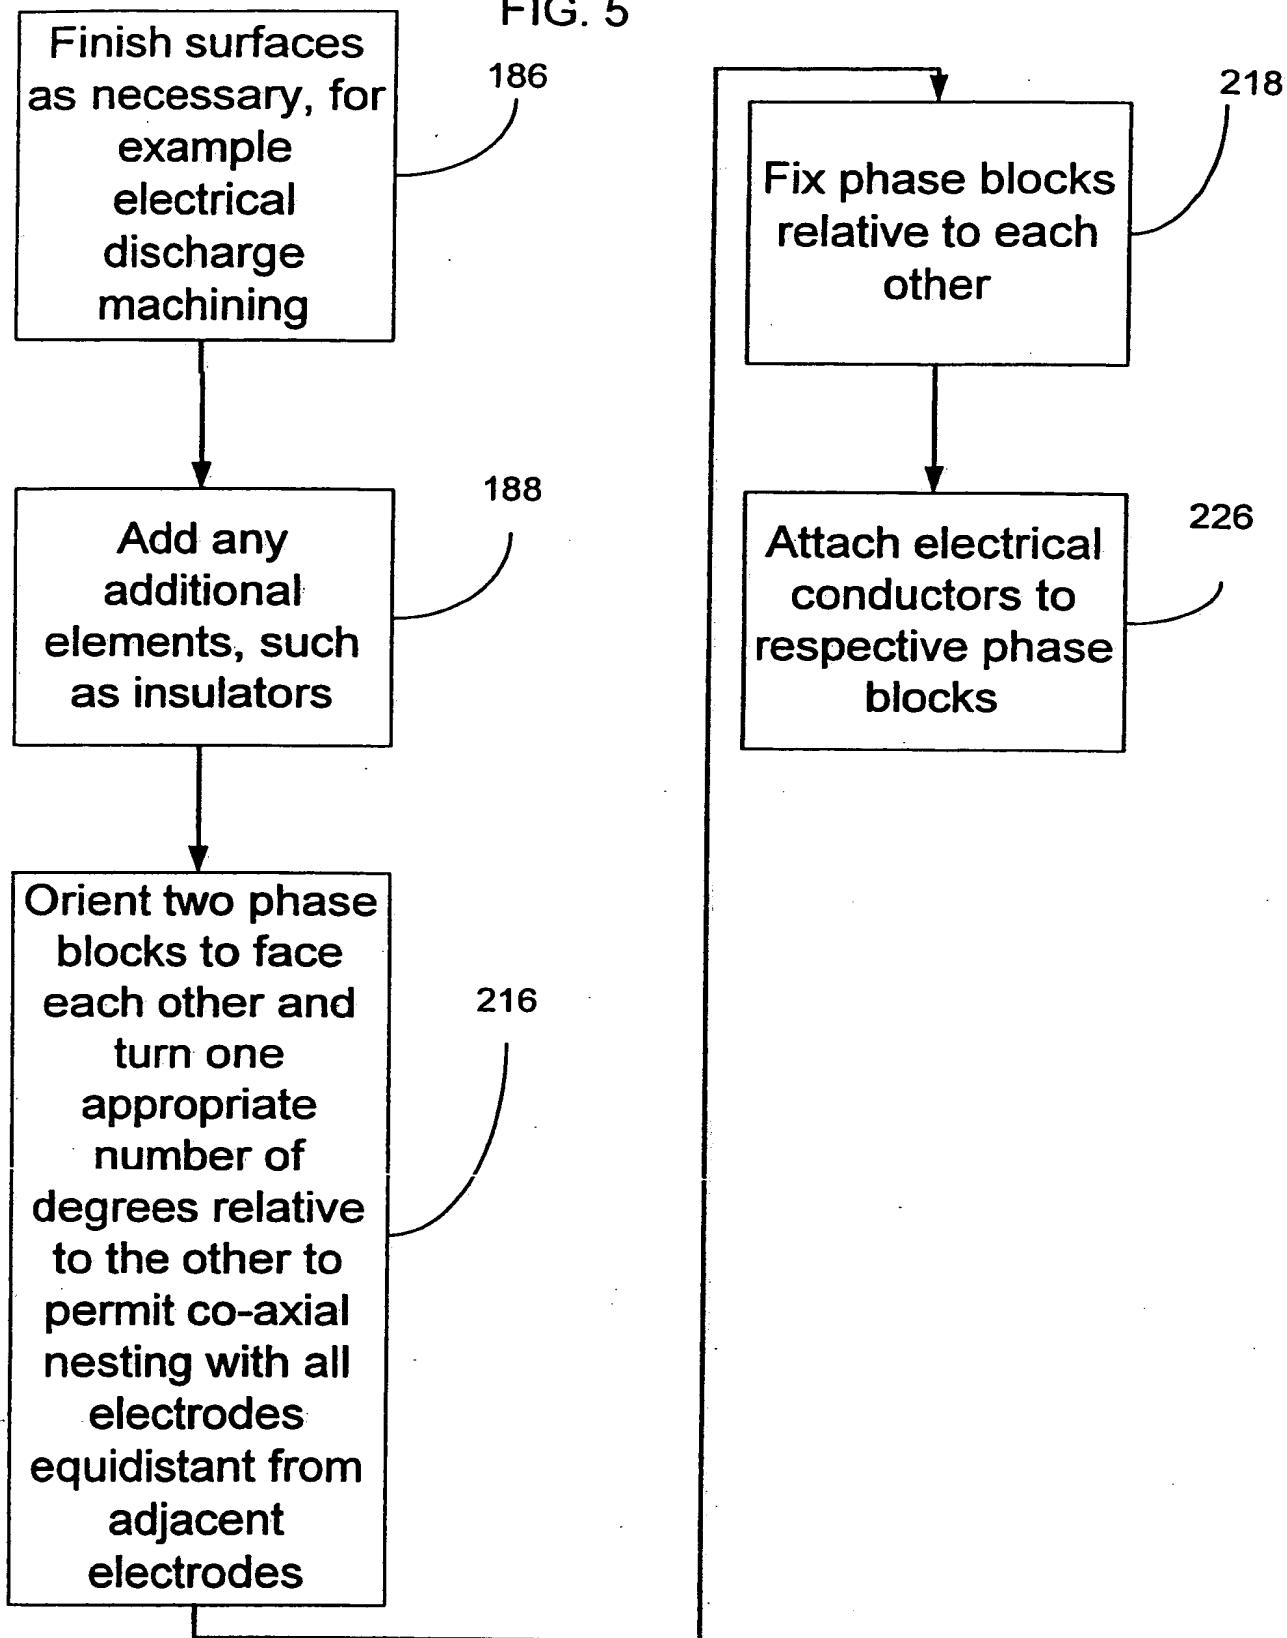 FIG. 5
Finish surfaces
as necessary, for
example
electrical
discharge
machining
186
Add any
additional
elements, such
as insulators
188
Orient two phase
blocks to face
each other and
turn one
appropriate
number of
degrees relative
to the other to
permit co-axial
nesting with all
electrodes
equidistant from
adjacent
electrodes
216
Fix phase blocks
relative to each
other
218
Attach electrical
conductors to
respective phase
blocks
226